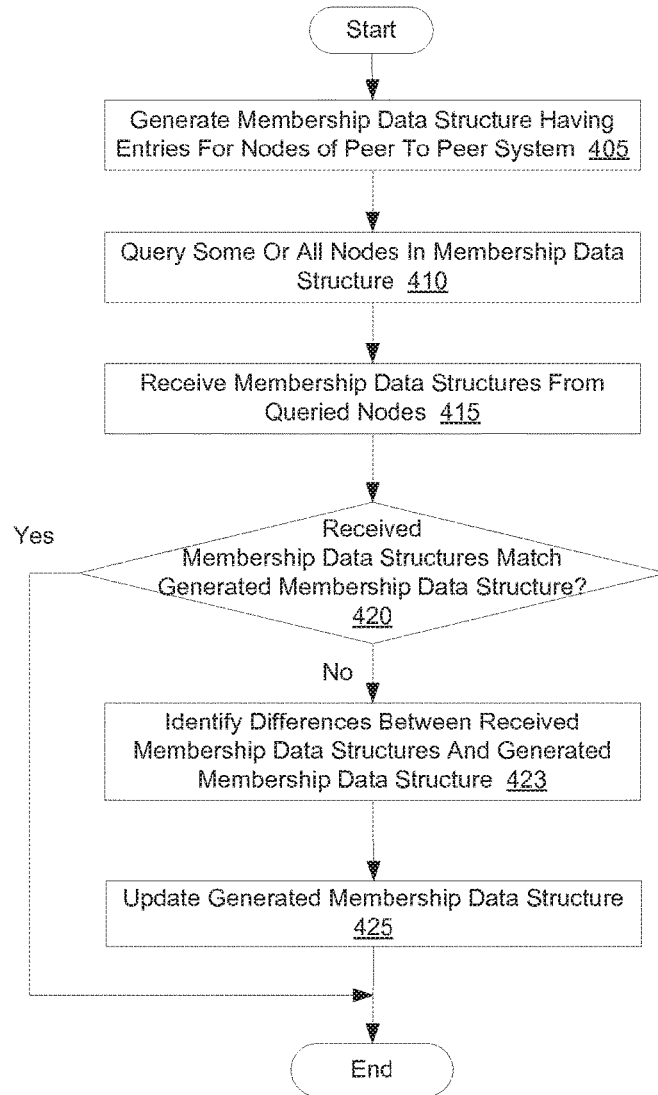 Start
Generate Membership Data Structure Having
Entries For Nodes of Peer To Peer System 405
Query Some Or All Nodes In Membership Data
Structure 410
Receive Membership Data Structures From
Queried Nodes 415
Yes
Received
Membership Data Structures Match
Generated Membership Data Structure?
420
No
Identify Differences Between Received
Membership Data Structures And Generated
Membership Data Structure 423
Update Generated Membership Data Structure
425
End